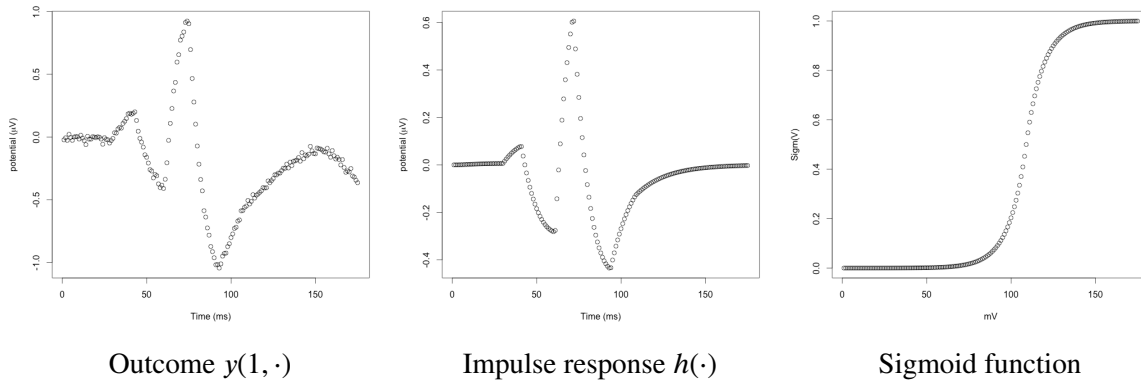 1.0
0.5
0.0
-0.5
-1.0
potential (μV)
0 50 100 150
Time (ms)
Outcome y(1, ·)
0.6
0.4
0.2
0.0
-0.2
-0.4
potential (μV)
0 50 100 150
Time (ms)
Impulse response h(·)
1.0
0.8
0.6
0.4
0.2
0.0
Sigm(V)
0 50 100 150
mV
Sigmoid function